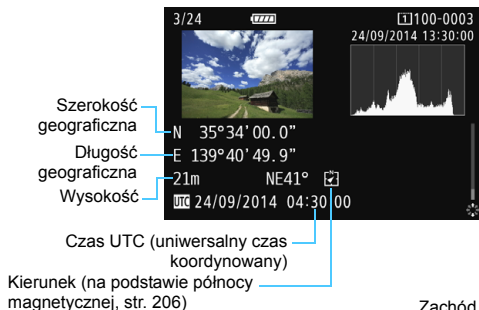 3/24
1 100-0003
24/09/2014 13:30:00
Szerokość
geograficzna
N 35°34'00.0"
Długość
geograficzna
E 139°40'49.9"
Wysokość
21m NE41°
UTC 24/09/2014 04:30:00
Czas UTC (uniwersalny czas
koordynowany)
Kierunek (na podstawie północy
magnetycznej, str. 206)
Zachód